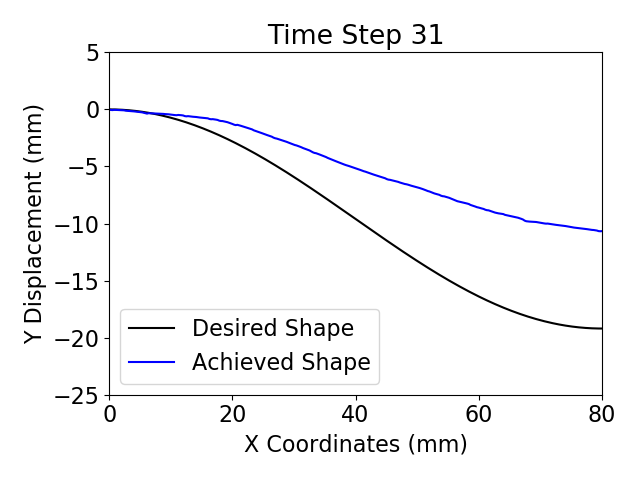 Time Step 31
Y Displacement (mm)
5
0
−5
−10
−15
−20
−25
Desired Shape
Achieved Shape
0 20 40 60 80
X Coordinates (mm)